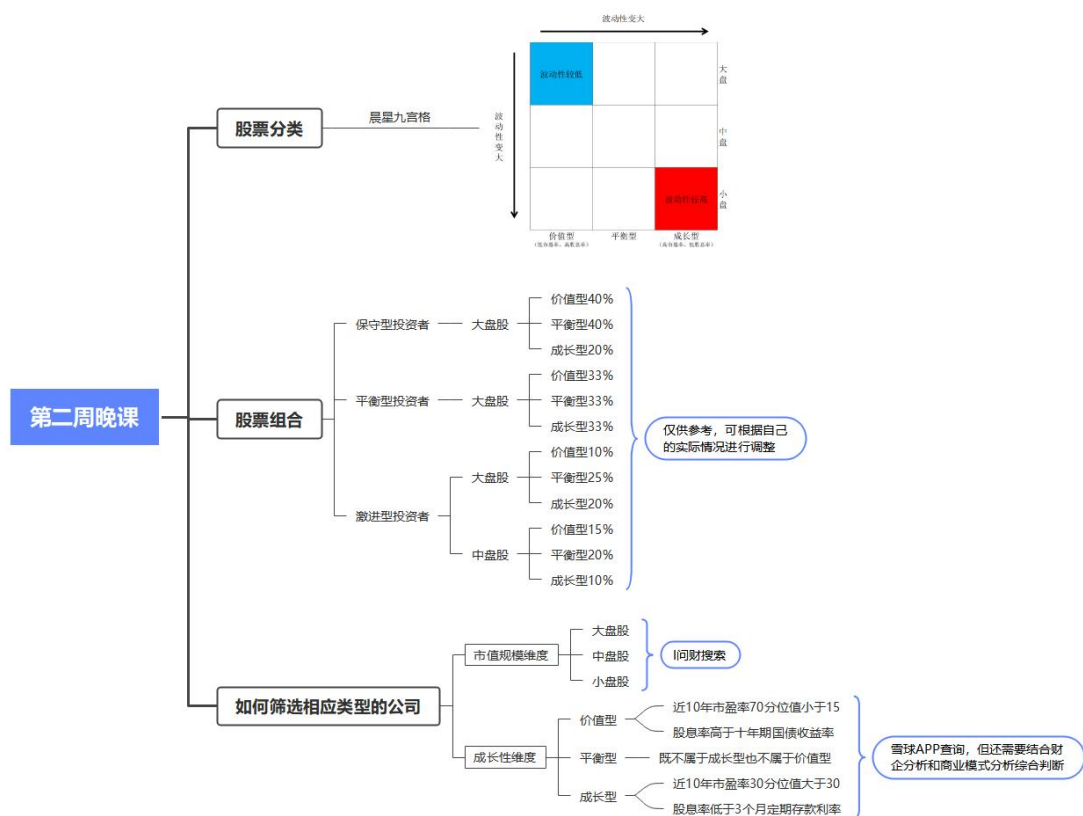 第二周晚课
股票分类
晨星九宫格
波动性变大
波动性变大
波动性较低
波动性较高
大盘
中盘
小盘
价值型
(低市盈率、高股息率)
平衡型
成长型
(高市盈率、低股息率)
股票组合
保守型投资者
大盘股
价值型40%
平衡型40%
成长型20%
平衡型投资者
大盘股
价值型33%
平衡型33%
成长型33%
激进型投资者
大盘股
价值型10%
平衡型25%
成长型20%
中盘股
价值型15%
平衡型20%
成长型10%
仅供参考，可根据自己
的实际情况进行调整
如何筛选相应类型的公司
市值规模维度
大盘股
中盘股
小盘股
I问财搜索
成长性维度
价值型
近10年市盈率70分位值小于15
股息率高于十年期国债收益率
平衡型
既不属于成长型也不属于价值型
成长型
近10年市盈率30分位值大于30
股息率低于3个月定期存款利率
雪球APP查询，但还需要结合财
企分析和商业模式分析综合判断